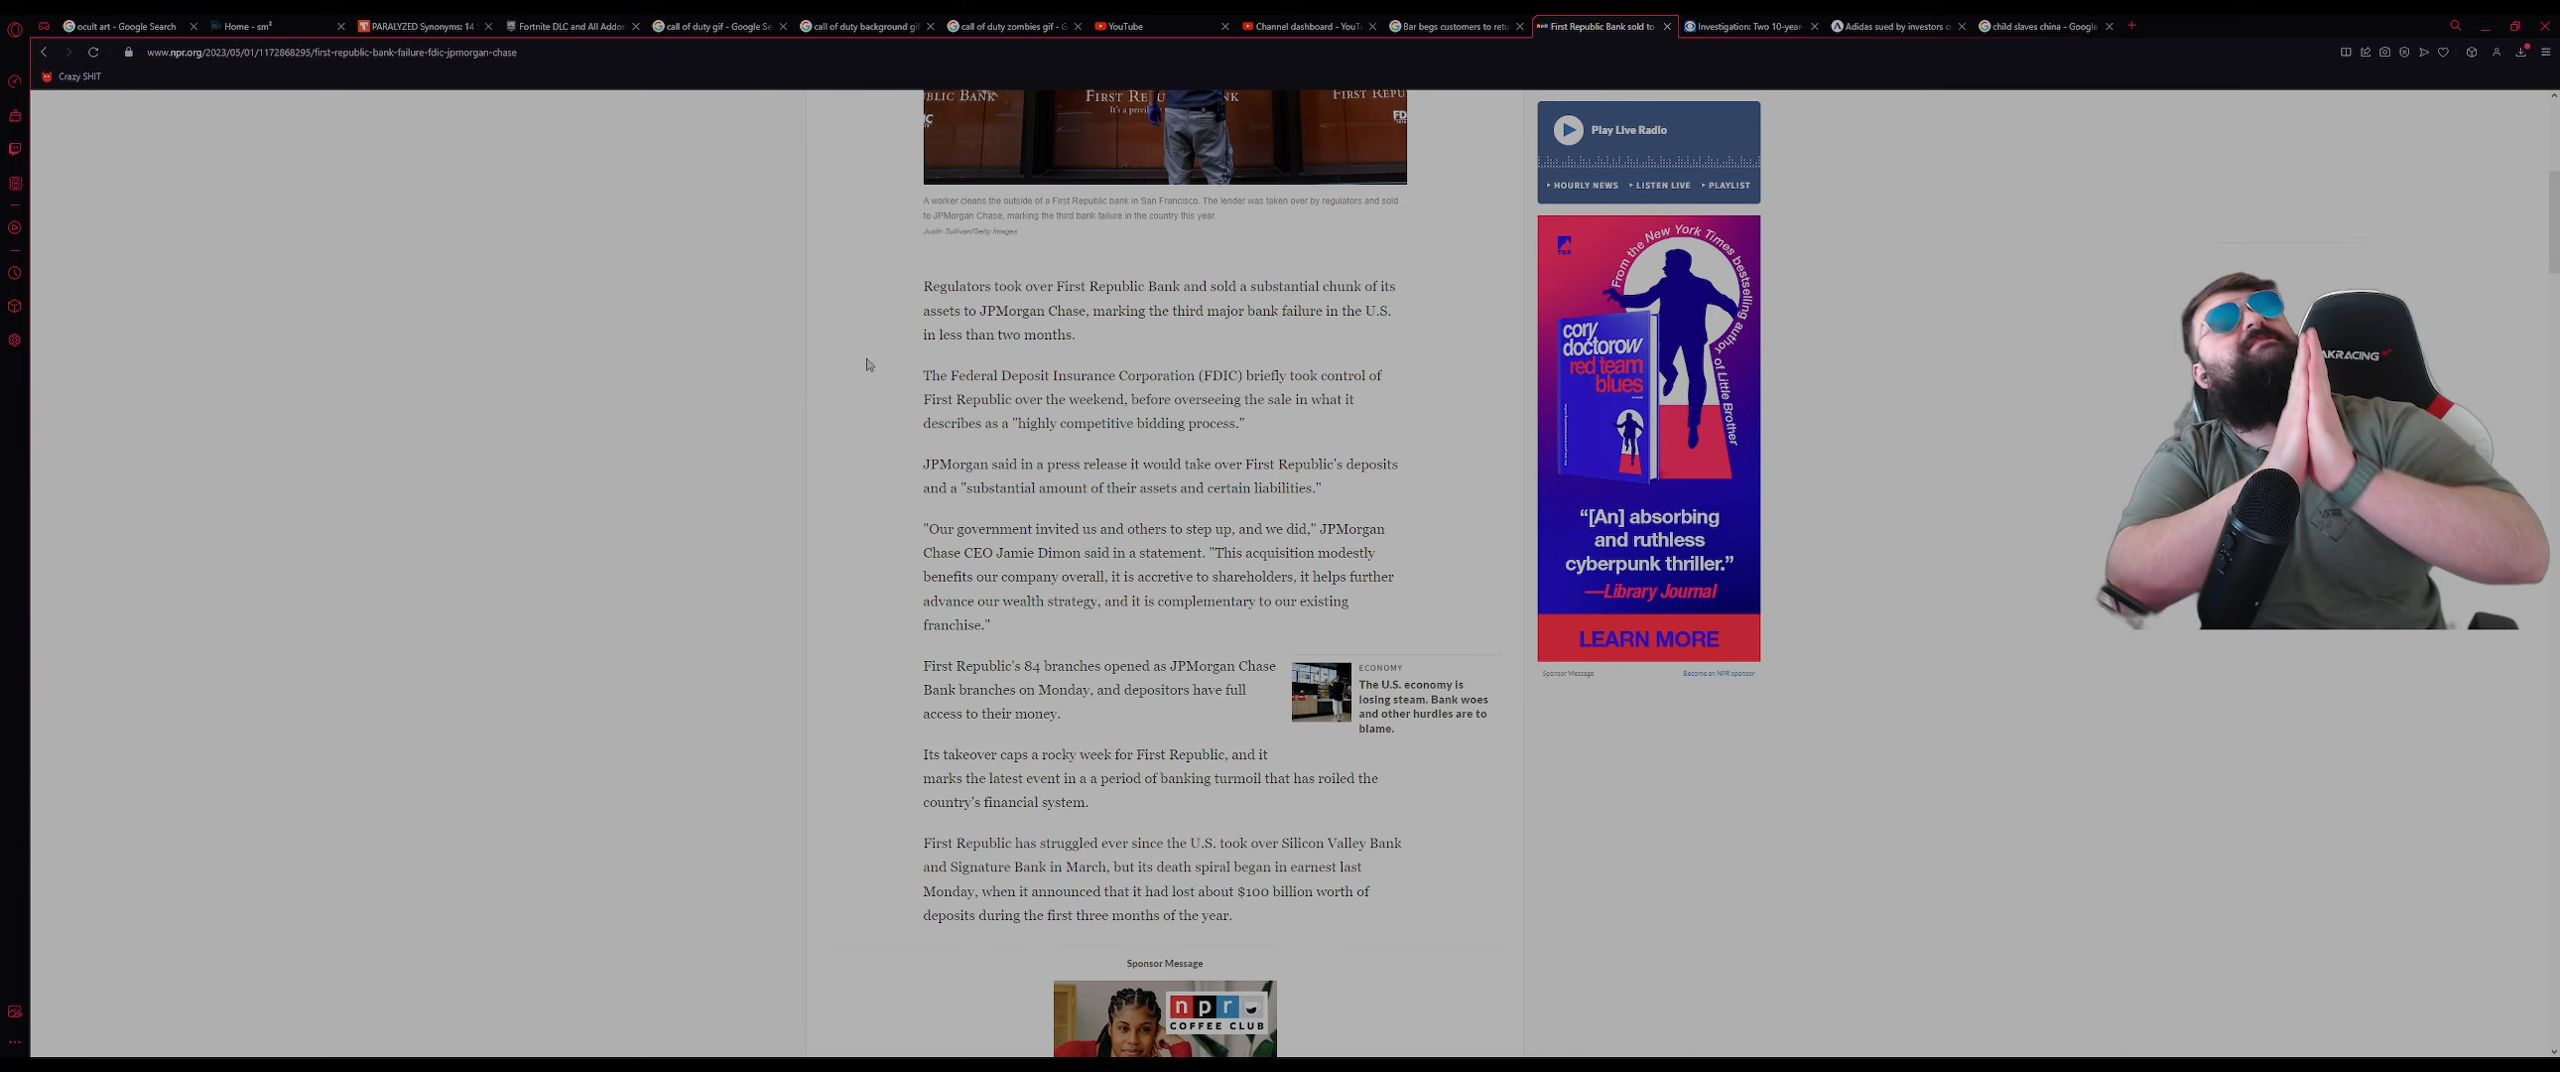 ocult art - Google Search
Home - sm²
PARALYZED Synonyms: 14
Fortnite DLC and All Addon
call of duty gif - Google Se
call of duty background gif
call of duty zombies gif - G
YouTube
Channel dashboard - YouT
Bar begs customers to retu
First Republic Bank sold to
Investigation: Two 10-year-
Adidas sued by investors o
child slaves china - Google
www.npr.org/2023/05/01/1172868295/first-republic-bank-failure-fdic-jpmorgan-chase
Crazy SHIT
BLIC BANK
FIRST REPU
NK
FIRST REPU
It's a privi
FD
A worker cleans the outside of a First Republic bank in San Francisco. The lender was taken over by regulators and sold
to JPMorgan Chase, marking the third bank failure in the country this year.
Justin Sullivan/Getty Images
Regulators took over First Republic Bank and sold a substantial chunk of its
assets to JPMorgan Chase, marking the third major bank failure in the U.S.
in less than two months.
The Federal Deposit Insurance Corporation (FDIC) briefly took control of
First Republic over the weekend, before overseeing the sale in what it
describes as a "highly competitive bidding process."
JPMorgan said in a press release it would take over First Republic's deposits
and a "substantial amount of their assets and certain liabilities."
"Our government invited us and others to step up, and we did," JPMorgan
Chase CEO Jamie Dimon said in a statement. "This acquisition modestly
benefits our company overall, it is accretive to shareholders, it helps further
advance our wealth strategy, and it is complementary to our existing
franchise."
First Republic's 84 branches opened as JPMorgan Chase
Bank branches on Monday, and depositors have full
access to their money.
ECONOMY
The U.S. economy is
losing steam. Bank woes
and other hurdles are to
blame.
Its takeover caps a rocky week for First Republic, and it
marks the latest event in a a period of banking turmoil that has roiled the
country's financial system.
First Republic has struggled ever since the U.S. took over Silicon Valley Bank
and Signature Bank in March, but its death spiral began in earnest last
Monday, when it announced that it had lost about $100 billion worth of
deposits during the first three months of the year.
Sponsor Message
npr
COFFEE CLUB
Play Live Radio
HOURLY NEWS
LISTEN LIVE
PLAYLIST
TOR
From the New York Times bestselling author of Little Brother
cory
doctorow
red team
blues
"[An] absorbing
and ruthless
cyberpunk thriller."
—Library Journal
LEARN MORE
Sponsor Message
Become an NPR sponsor
AKRACING